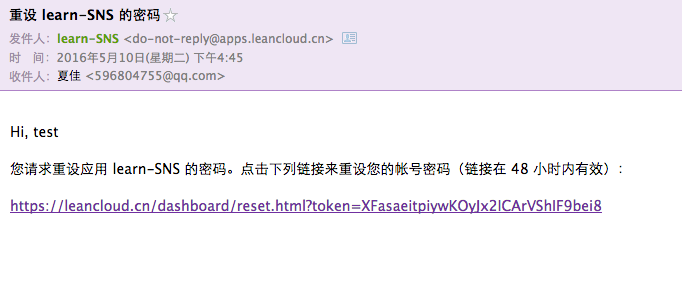 重设 learn-SNS 的密码
发件人：learn-SNS <do-not-reply@apps.leancloud.cn>
时 间：2016年5月10日(星期二) 下午4:45
收件人：夏佳 <596804755@qq.com>
Hi, test
您请求重设应用 learn-SNS 的密码。点击下列链接来重设您的帐号密码（链接在 48 小时内有效）：
https://leancloud.cn/dashboard/reset.html?token=XFasaeitpiywKOyJx2ICArVShIF9bei8